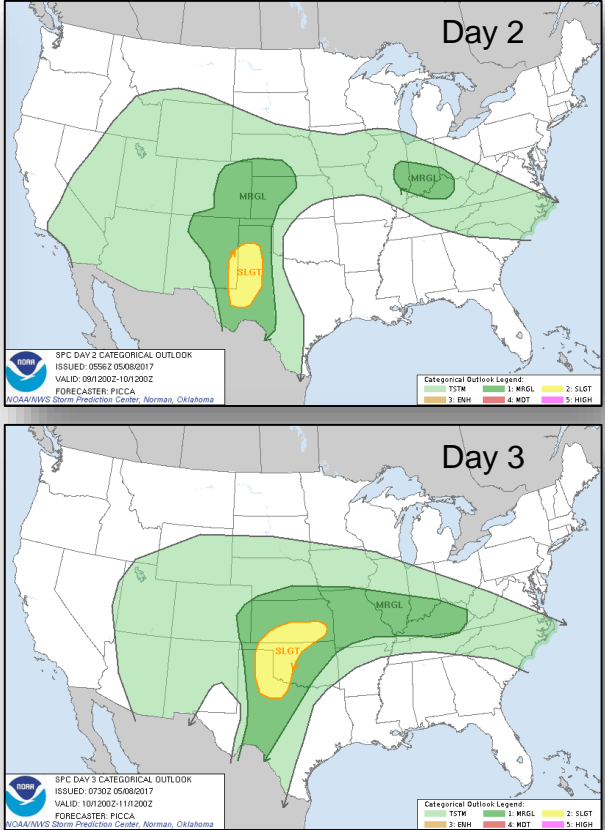 Day 2
MRGL
MRGL
SLGT
NOAA
SPC DAY 2 CATEGORICAL OUTLOOK
ISSUED: 0556Z 05/08/2017
VALID: 09/1200Z-10/1200Z
FORECASTER: PICCA
NOAA/NWS Storm Prediction Center, Norman, Oklahoma
Categorical Outlook Legend:
TSTM 1: MRGL 2: SLGT
3: ENH 4: MDT 5: HIGH
Day 3
MRGL
SLGT
NOAA
SPC DAY 3 CATEGORICAL OUTLOOK
ISSUED: 0730Z 05/08/2017
VALID: 10/1200Z-11/1200Z
FORECASTER: PICCA
NOAA/NWS Storm Prediction Center, Norman, Oklahoma
Categorical Outlook Legend:
TSTM 1: MRGL 2: SLGT
3: ENH 4: MDT 5: HIGH